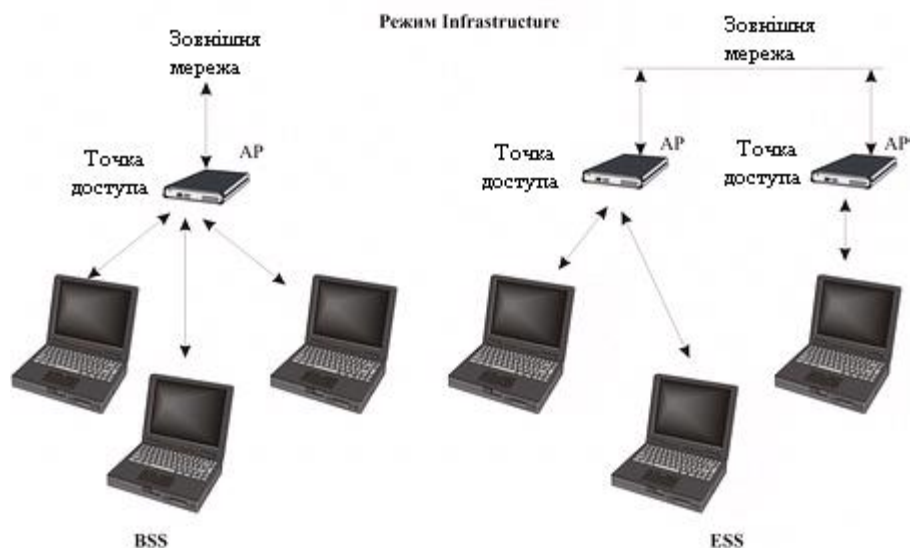 Режим Infrastructure
Зовнішня
мережа
AP
Точка
доступа
BSS
Зовнішня
мережа
AP
Точка
доступа
AP
Точка
доступа
ESS